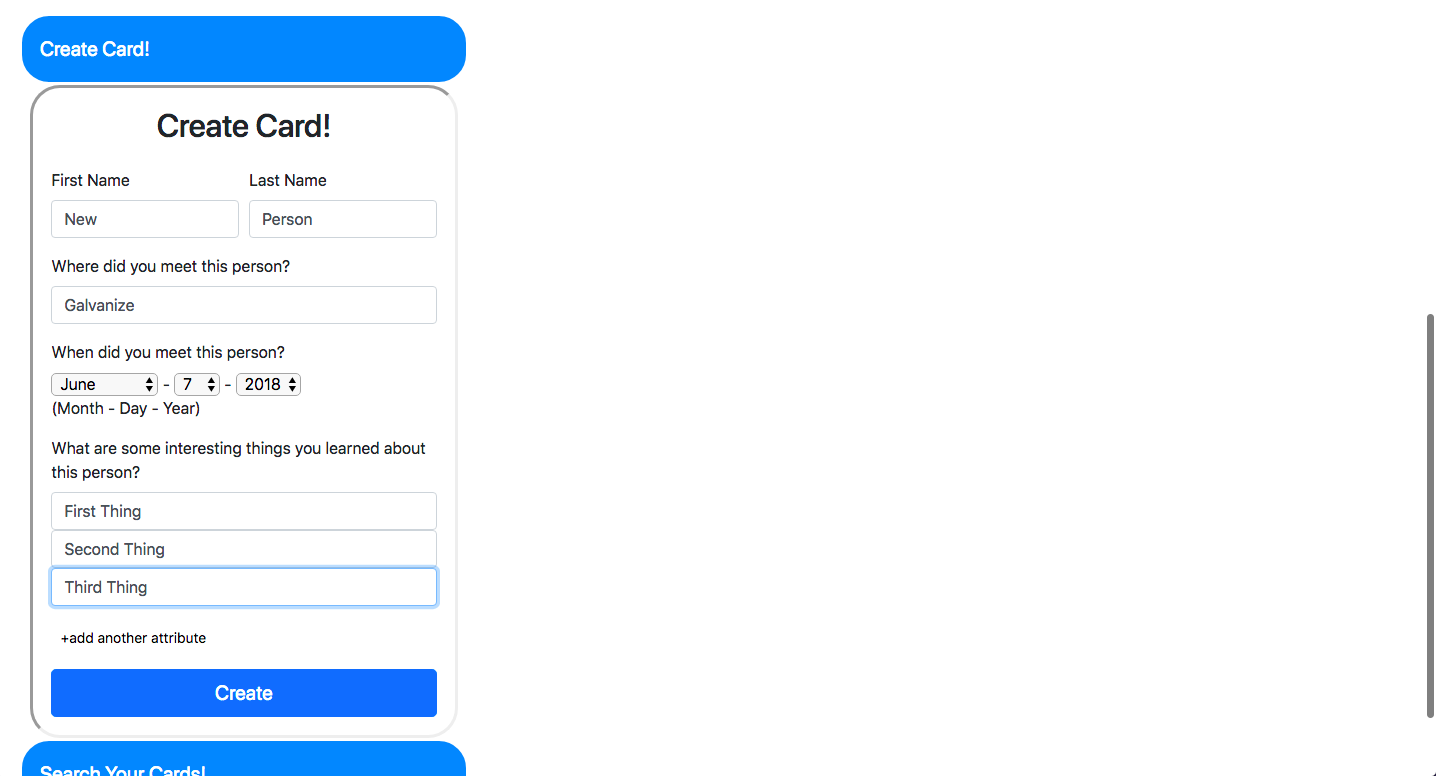 Create Card!
Create Card!
First Name Last Name
New Person
Where did you meet this person?
Galvanize
When did you meet this person?
June - 7 - 2018
(Month - Day - Year)
What are some interesting things you learned about
this person?
First Thing
Second Thing
Third Thing
+add another attribute
Create
Search Your Cards!